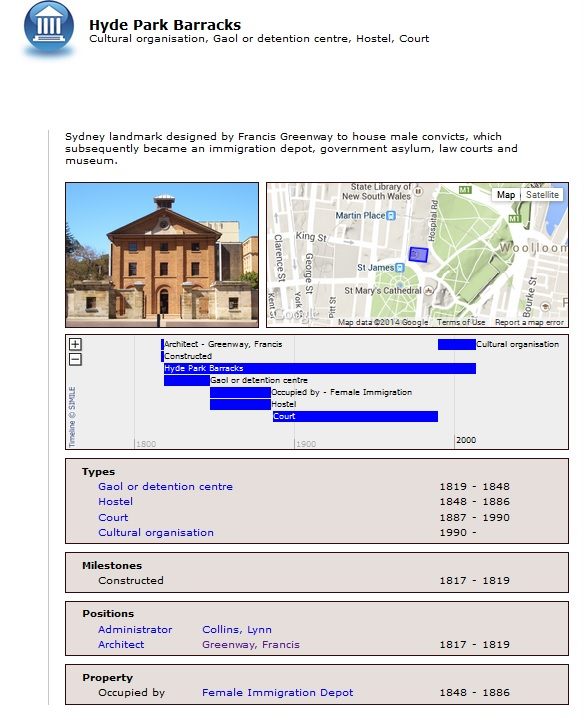 Hyde Park Barracks
Cultural organisation, Gaol or detention centre, Hostel, Court
Sydney landmark designed by Francis Greenway to house male convicts, which
subsequently became an immigration depot, government asylum, law courts and
museum.
State Library of
New South Wales
M1
Map
Satellite
Martin Place
Hospital Rd
M1
King St
Woolloon
Clarence St
George St
St James
York St
Kent St
Pitt St
St Mary's Cathedral
Bourke St
F
Google
Map data ©2014 Google
Terms of Use
Report a map error
+
−
Architect - Greenway, Francis
Cultural organisation
Constructed
Hyde Park Barracks
Gaol or detention centre
Occupied by - Female Immigration
Hostel
Court
Timeline © SIMILE
1800
1900
2000
Types
Gaol or detention centre 1819 - 1848
Hostel 1848 - 1886
Court 1887 - 1990
Cultural organisation 1990 -
Milestones
Constructed 1817 - 1819
Positions
Administrator Collins, Lynn
Architect Greenway, Francis 1817 - 1819
Property
Occupied by Female Immigration Depot 1848 - 1886